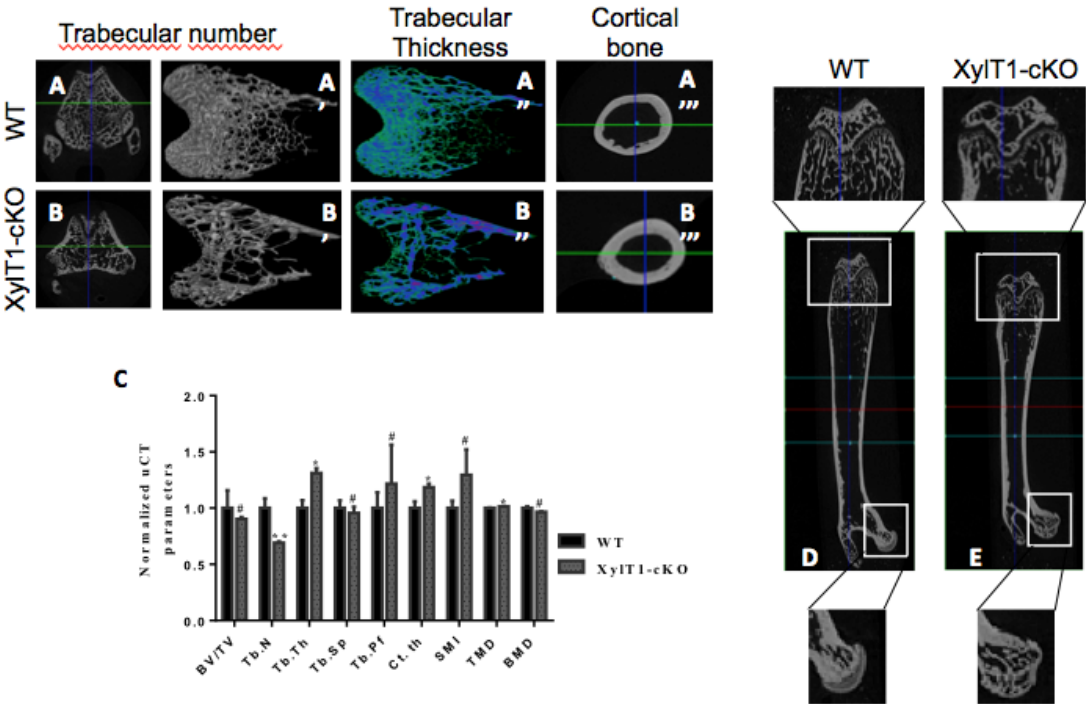 Trabecular number
Trabecular
Thickness
Cortical
bone
WT
A
A
’
A
”
A
’’’
XylT1-cKO
B
B
’
B
”
B
’’’
C
2.0
1.5
1.0
0.5
0.0
Normalized uCT
parameters
#
* *
*
#
#
*
#
*
#
BV/TV
Tb.N
Tb.Th
Tb.Sp
Tb.Pf
Ct.th
SMI
TMD
BMD
WT
XylT1-cKO
WT
XylT1-cKO
D
E